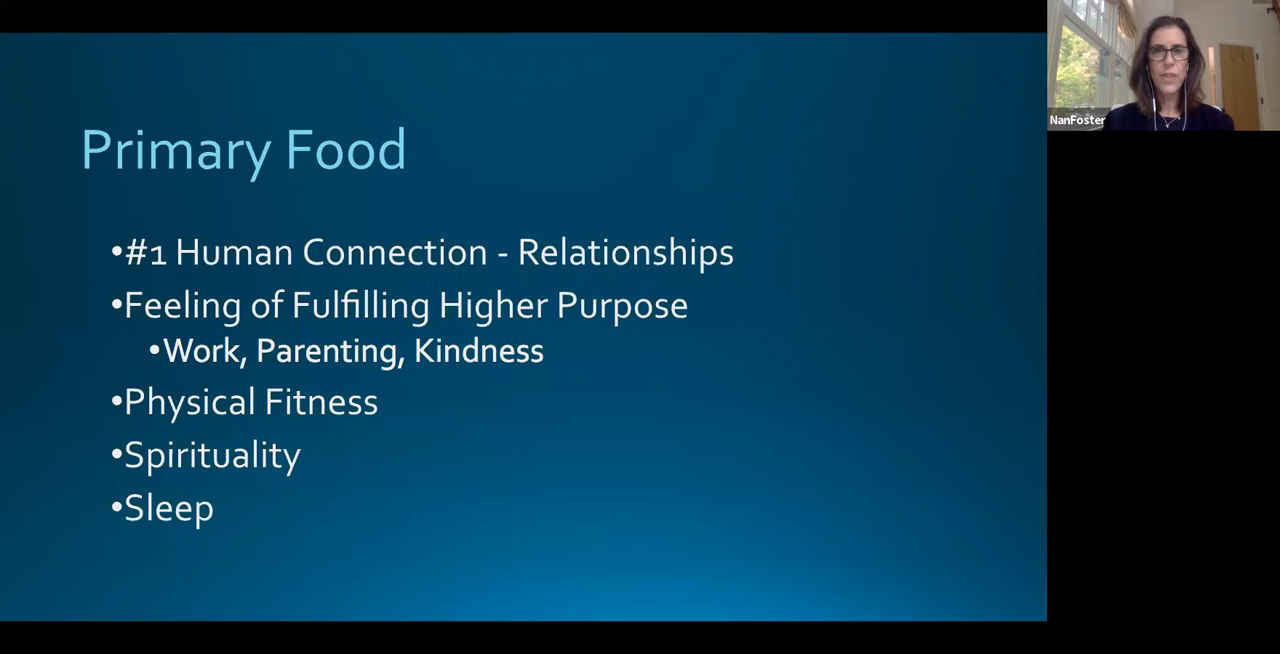 Primary Food
•#1 Human Connection - Relationships
•Feeling of Fulfilling Higher Purpose
•Work, Parenting, Kindness
•Physical Fitness
•Spirituality
•Sleep
NanFoster